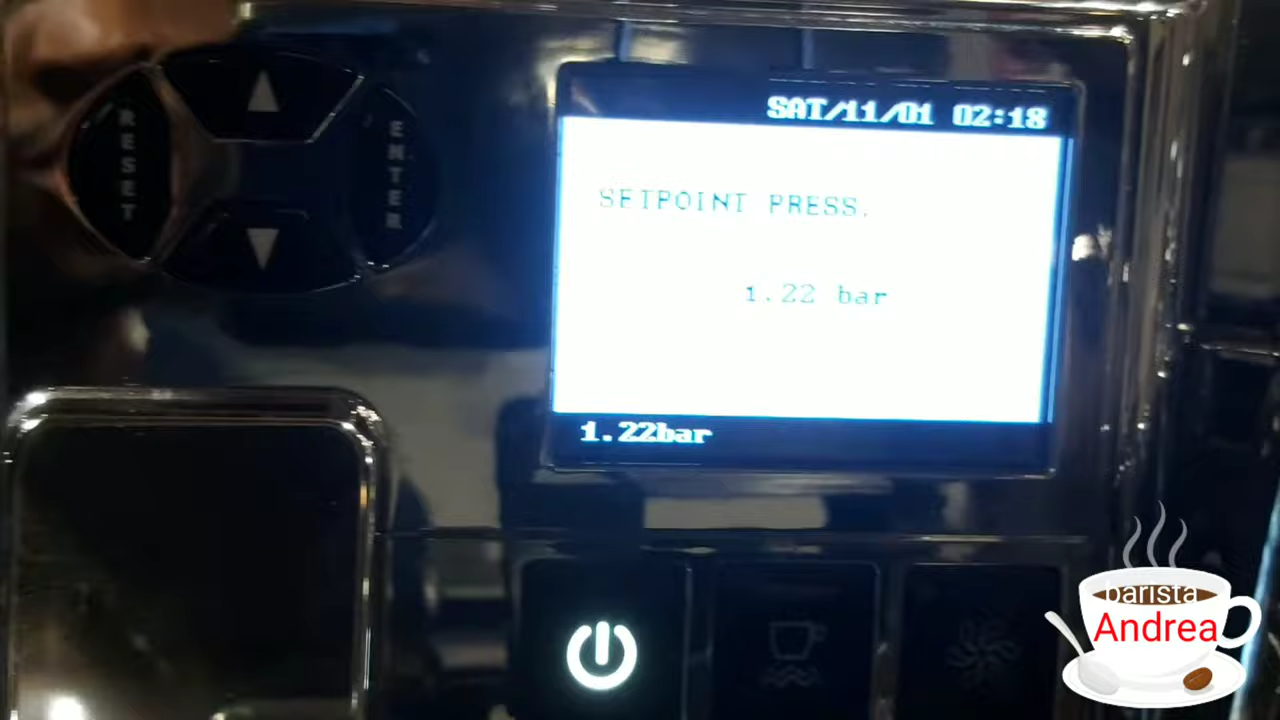 RESET
ENTER
SAT/11/01 02:18
SETPOINT PRESS.
1.22 bar
1.22bar
barista
Andrea